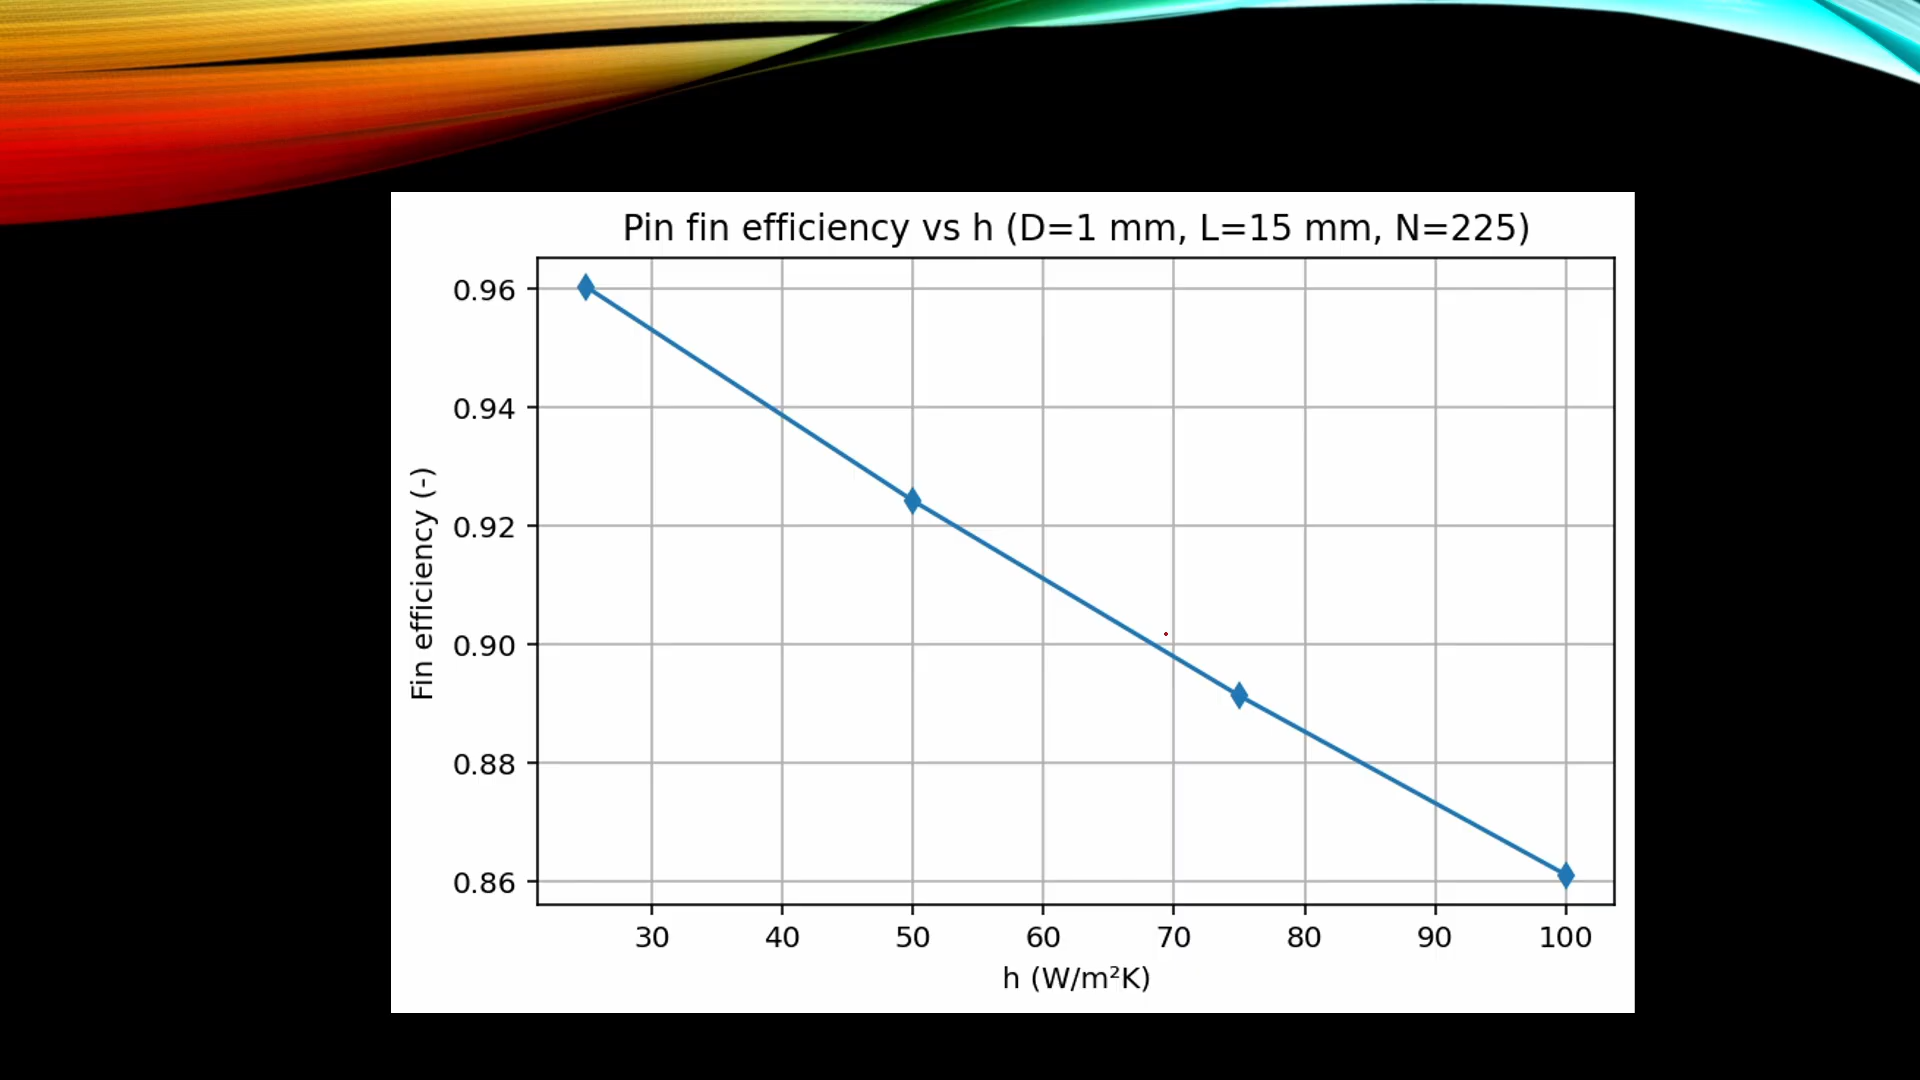 Pin fin efficiency vs h (D=1 mm, L=15 mm, N=225)
0.96
0.94
0.92
0.90
0.88
0.86
Fin efficiency (-)
30 40 50 60 70 80 90 100
h (W/m²K)